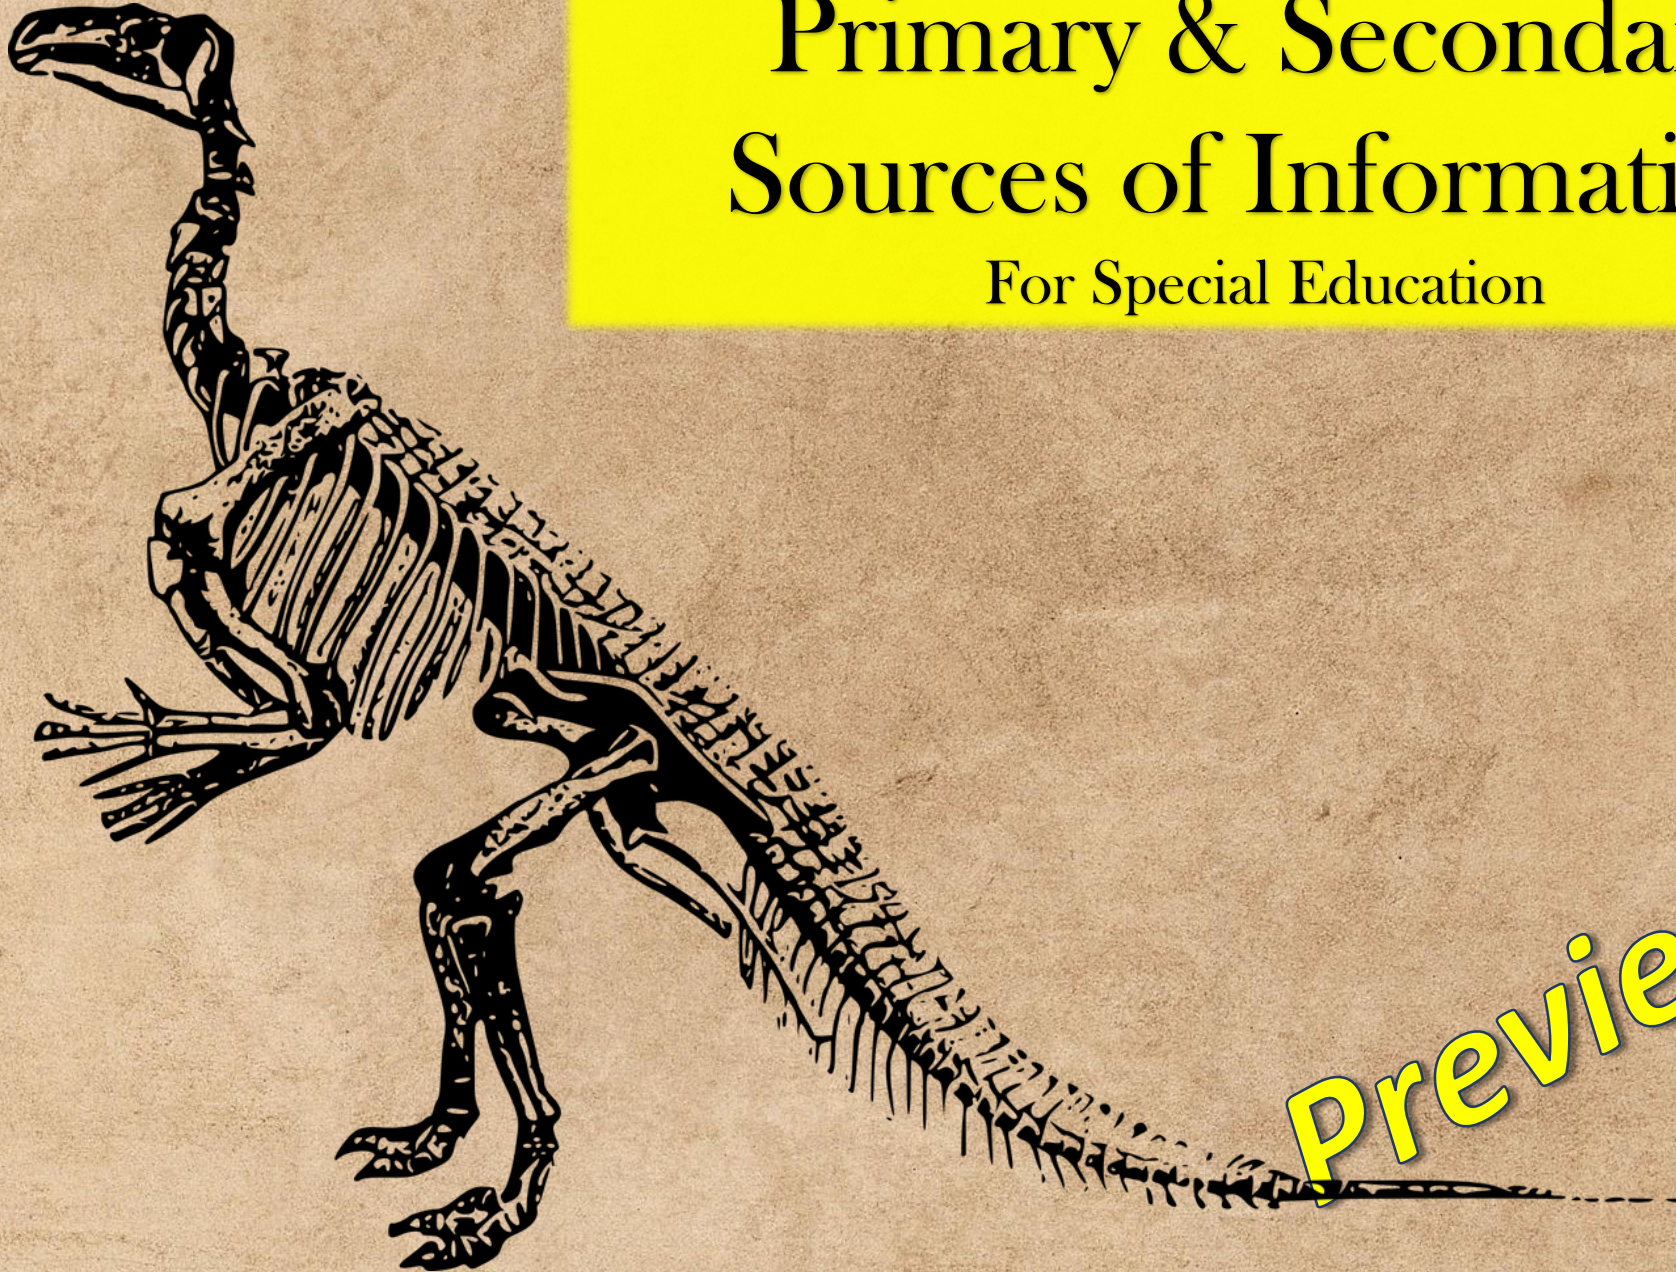 Primary & Seconda
Sources of Informati
For Special Education
Previe